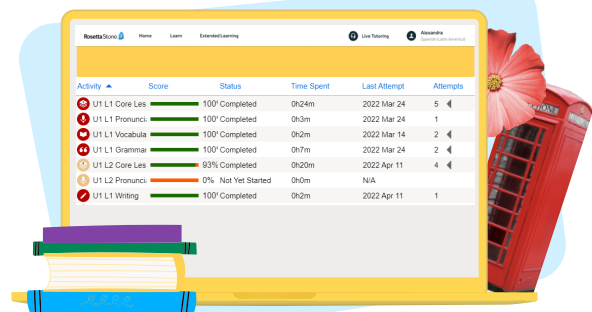 RosettaStone Home Learn Extended Learning Live Tutoring Alexandra
Spanish (Latin America)
Activity Score Status Time Spent Last Attempt Attempts
U1 L1 Core Les 100% Completed 0h24m 2022 Mar 24 5
U1 L1 Pronunci 100% Completed 0h3m 2022 Mar 24 1
U1 L1 Vocabula 100% Completed 0h2m 2022 Mar 14 2
U1 L1 Grammar 100% Completed 0h7m 2022 Mar 24 2
U1 L2 Core Les 93% Completed 0h20m 2022 Apr 11 4
U1 L2 Pronunci 0% Not Yet Started 0h0m N/A
U1 L1 Writing 100% Completed 0h2m 2022 Apr 11 1